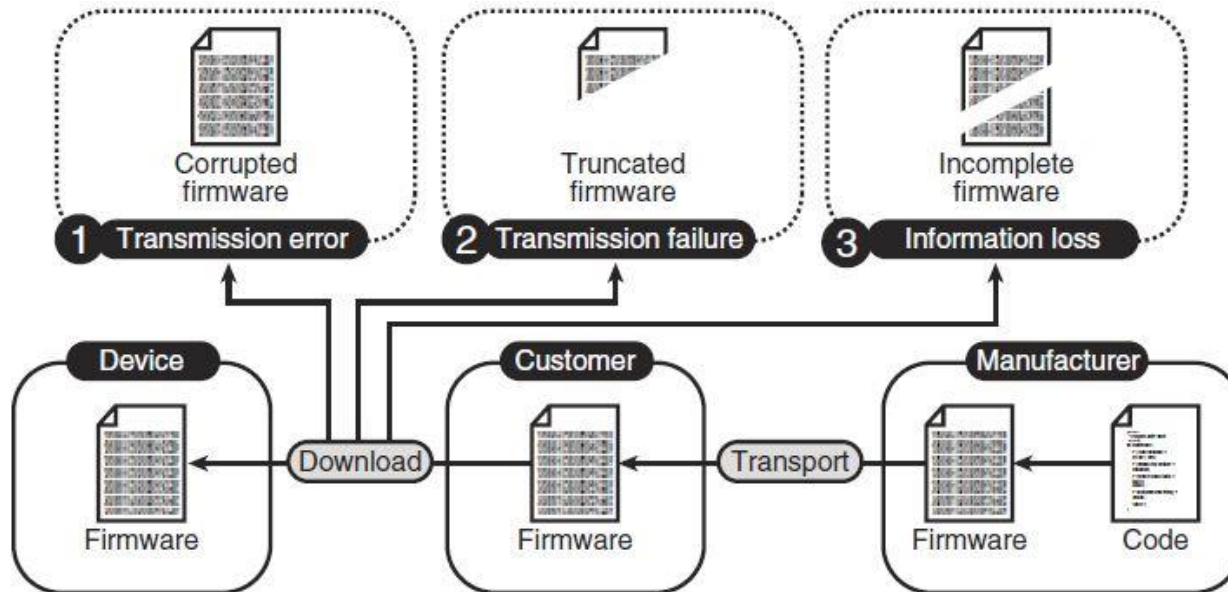 Corrupted
firmware
1 Transmission error
Truncated
firmware
2 Transmission failure
Incomplete
firmware
3 Information loss
Device
Firmware
Download
Customer
Firmware
Transport
Manufacturer
Firmware
Code